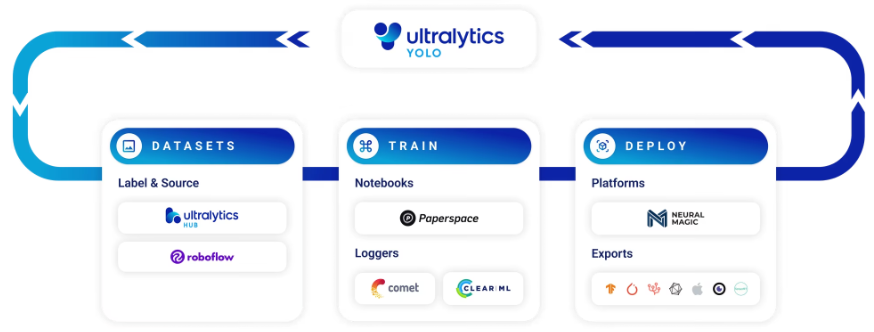 ultralytics
YOLO
DATASETS
Label & Source
ultralytics
HUB
roboflow
TRAIN
Notebooks
Paperspace
Loggers
comet
CLEAR|ML
DEPLOY
Platforms
NEURAL
MAGIC
Exports